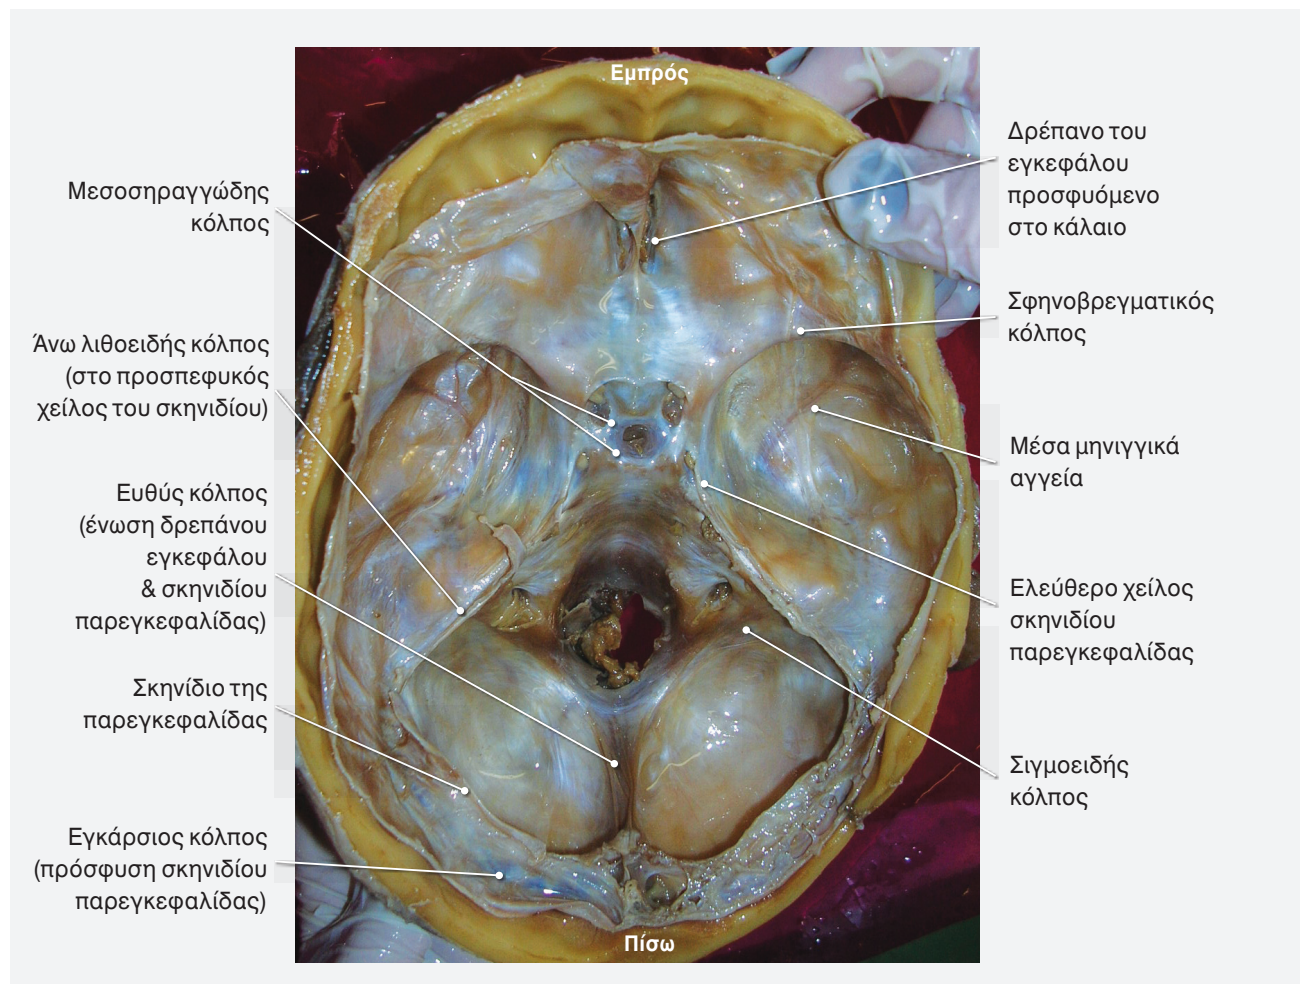 Εμπρός
Μεσοσηραγγώδης
κόλπος
Άνω λιθοειδής κόλπος
(στο προσπεφυκός
χείλος του σκηνιδίου)
Ευθύς κόλπος
(ένωση δρεπάνου
εγκεφάλου
& σκηνιδίου
παρεγκεφαλίδας)
Σκηνίδιο της
παρεγκεφαλίδας
Εγκάρσιος κόλπος
(πρόσφυση σκηνιδίου
παρεγκεφαλίδας)
Δρέπανο του
εγκεφάλου
προσφυόμενο
στο κάλαιο
Σφηνοβρεγματικός
κόλπος
Μέσα μηνιγγικά
αγγεία
Ελεύθερο χείλος
σκηνιδίου
παρεγκεφαλίδας
Σιγμοειδής
κόλπος
Πίσω